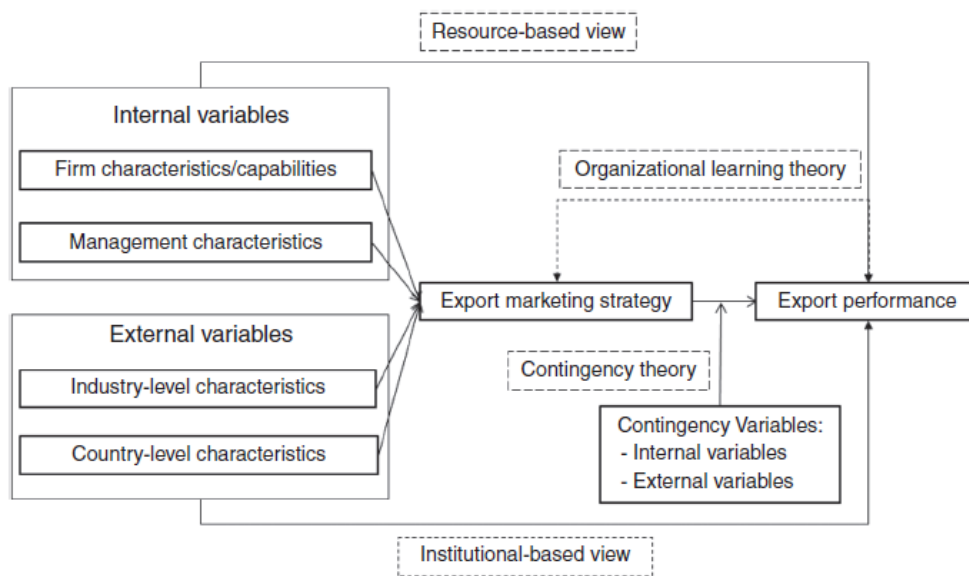 Resource-based view
Internal variables
Firm characteristics/capabilities
Management characteristics
Organizational learning theory
Export marketing strategy
Export performance
External variables
Industry-level characteristics
Country-level characteristics
Contingency theory
Contingency Variables:
- Internal variables
- External variables
Institutional-based view